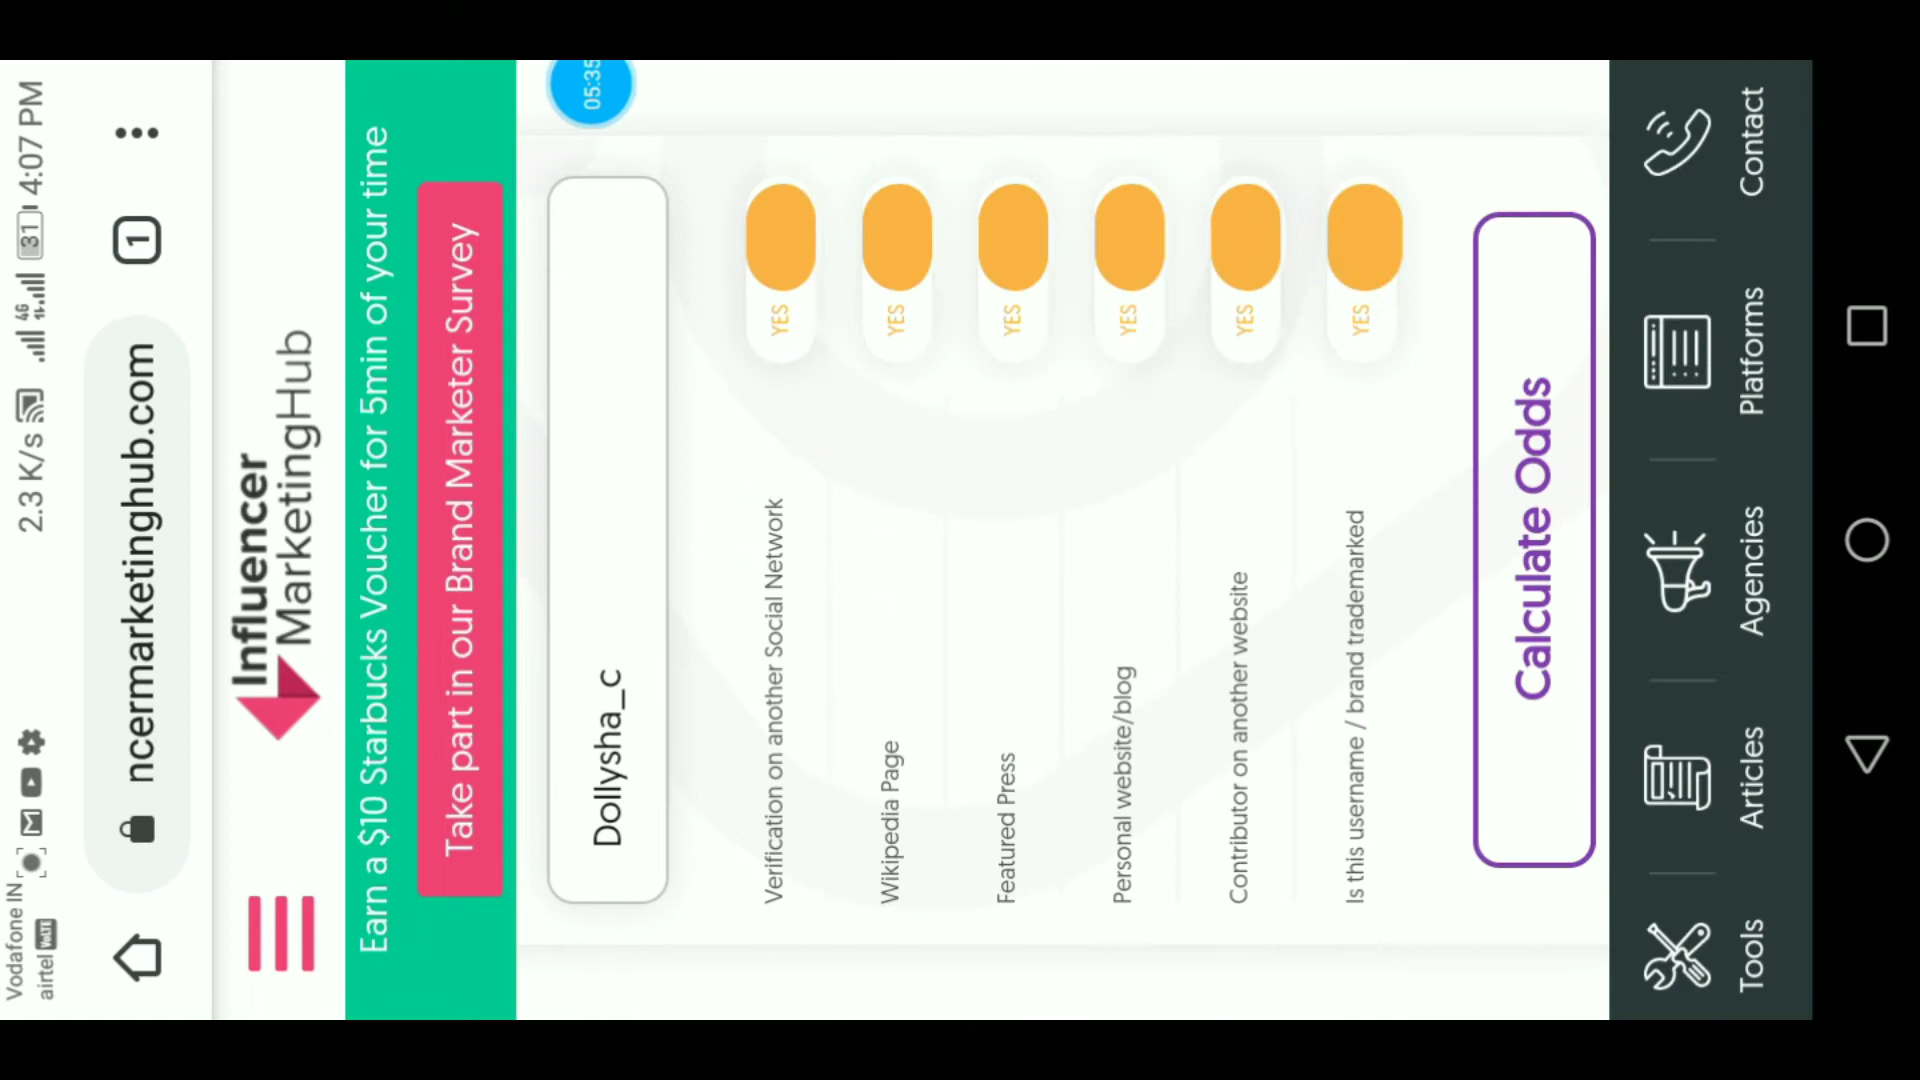 Vodafone IN
airtel VoLTE
2.3 K/s 4G 31 4:07 PM
ncermarketinghub.com
1
Influencer
MarketingHub
Earn a $10 Starbucks Voucher for 5min of your time
Take part in our Brand Marketer Survey
05:35
Dollysha_c
Verification on another Social Network YES
Wikipedia Page YES
Featured Press YES
Personal website/blog YES
Contributor on another website YES
Is this username / brand trademarked YES
Calculate Odds
Tools Articles Agencies Platforms Contact